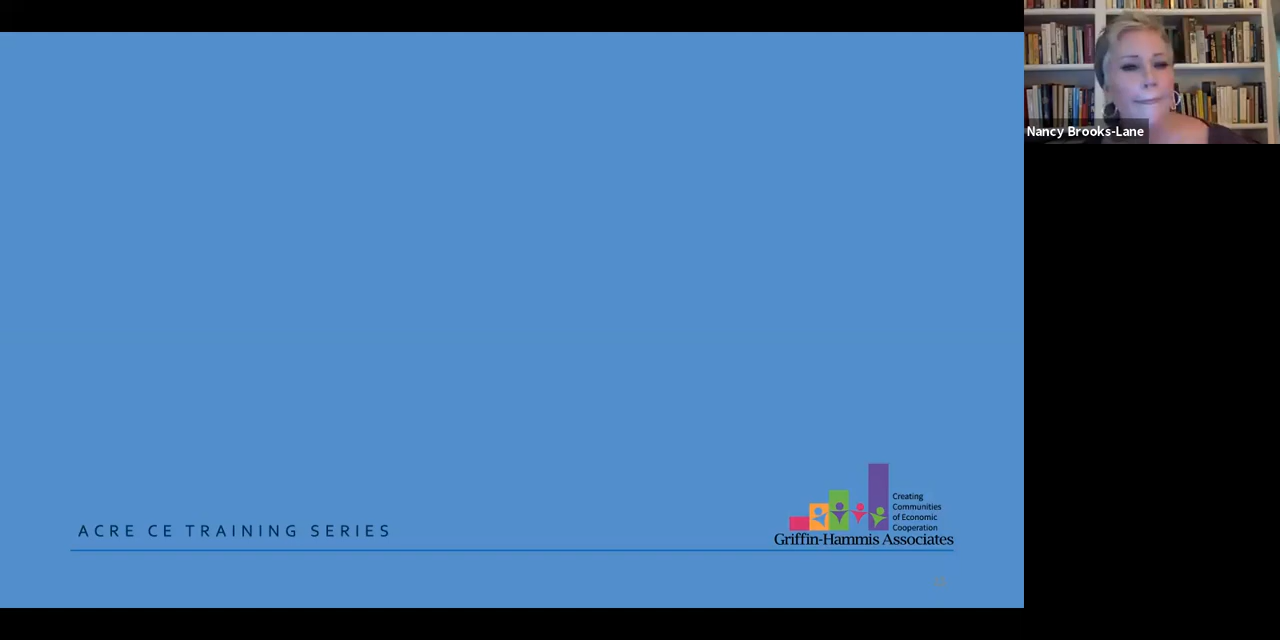 Nancy Brooks-Lane
Creating
Communities
of Economic
Cooperation
ACRE CE TRAINING SERIES
Griffin-Hammis Associates